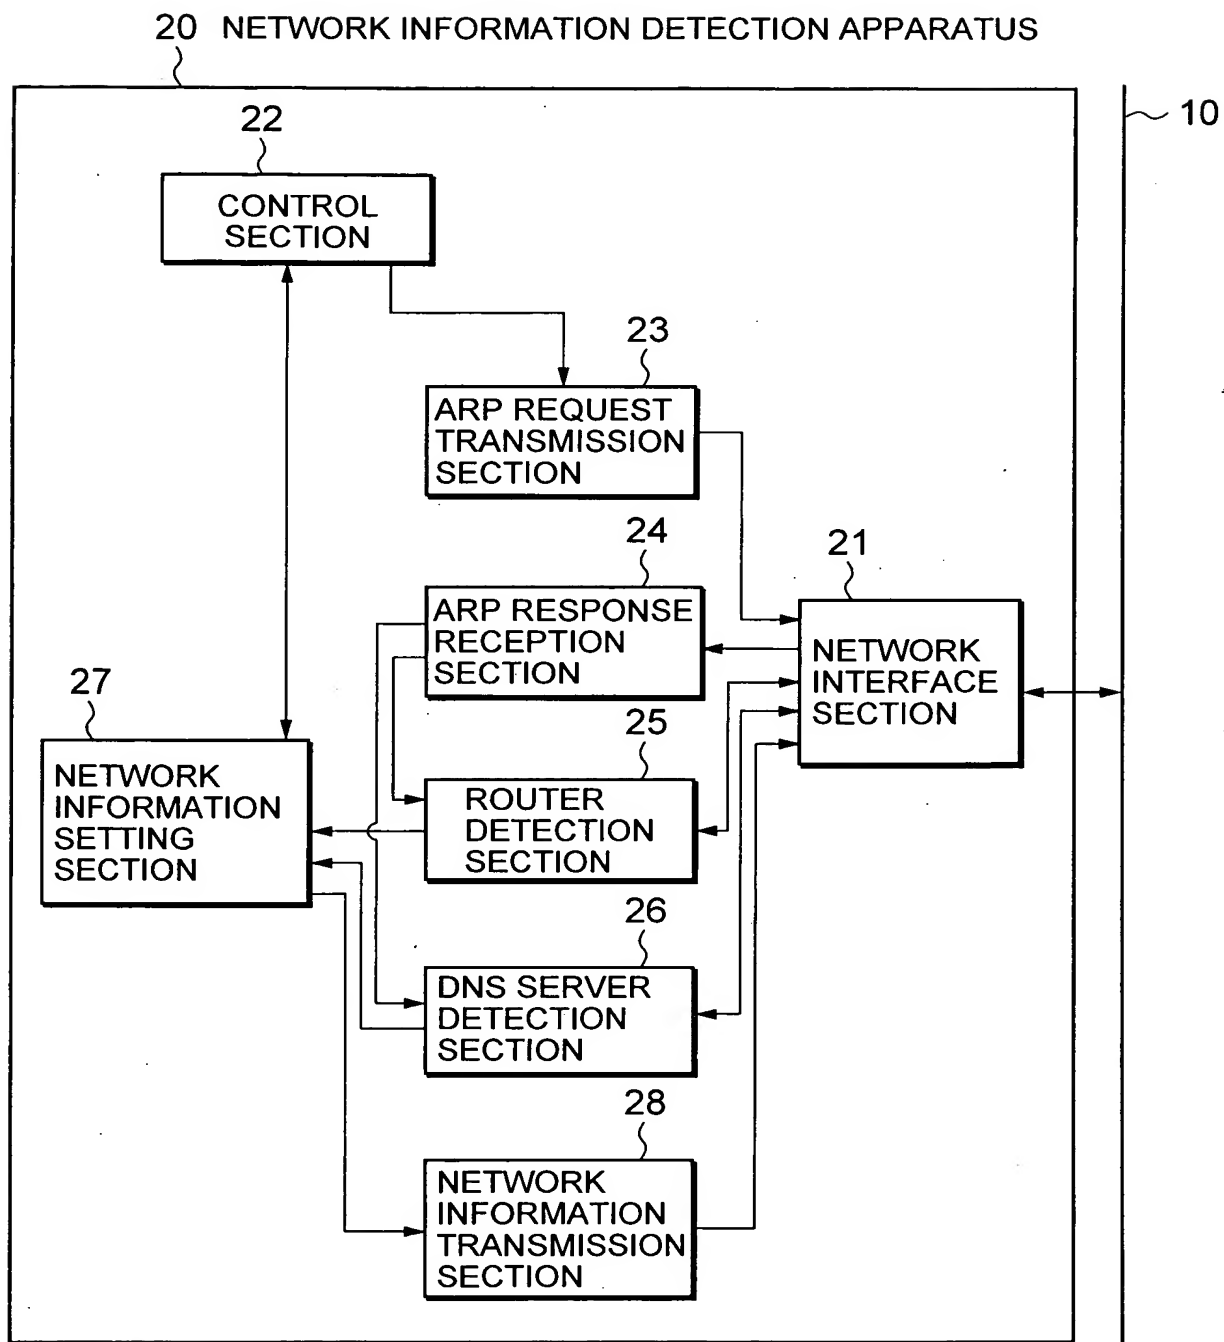 20 NETWORK INFORMATION DETECTION APPARATUS
10
22
CONTROL
SECTION
23
ARP REQUEST
TRANSMISSION
SECTION
24
ARP RESPONSE
RECEPTION
SECTION
21
NETWORK
INTERFACE
SECTION
27
NETWORK
INFORMATION
SETTING
SECTION
25
ROUTER
DETECTION
SECTION
26
DNS SERVER
DETECTION
SECTION
28
NETWORK
INFORMATION
TRANSMISSION
SECTION